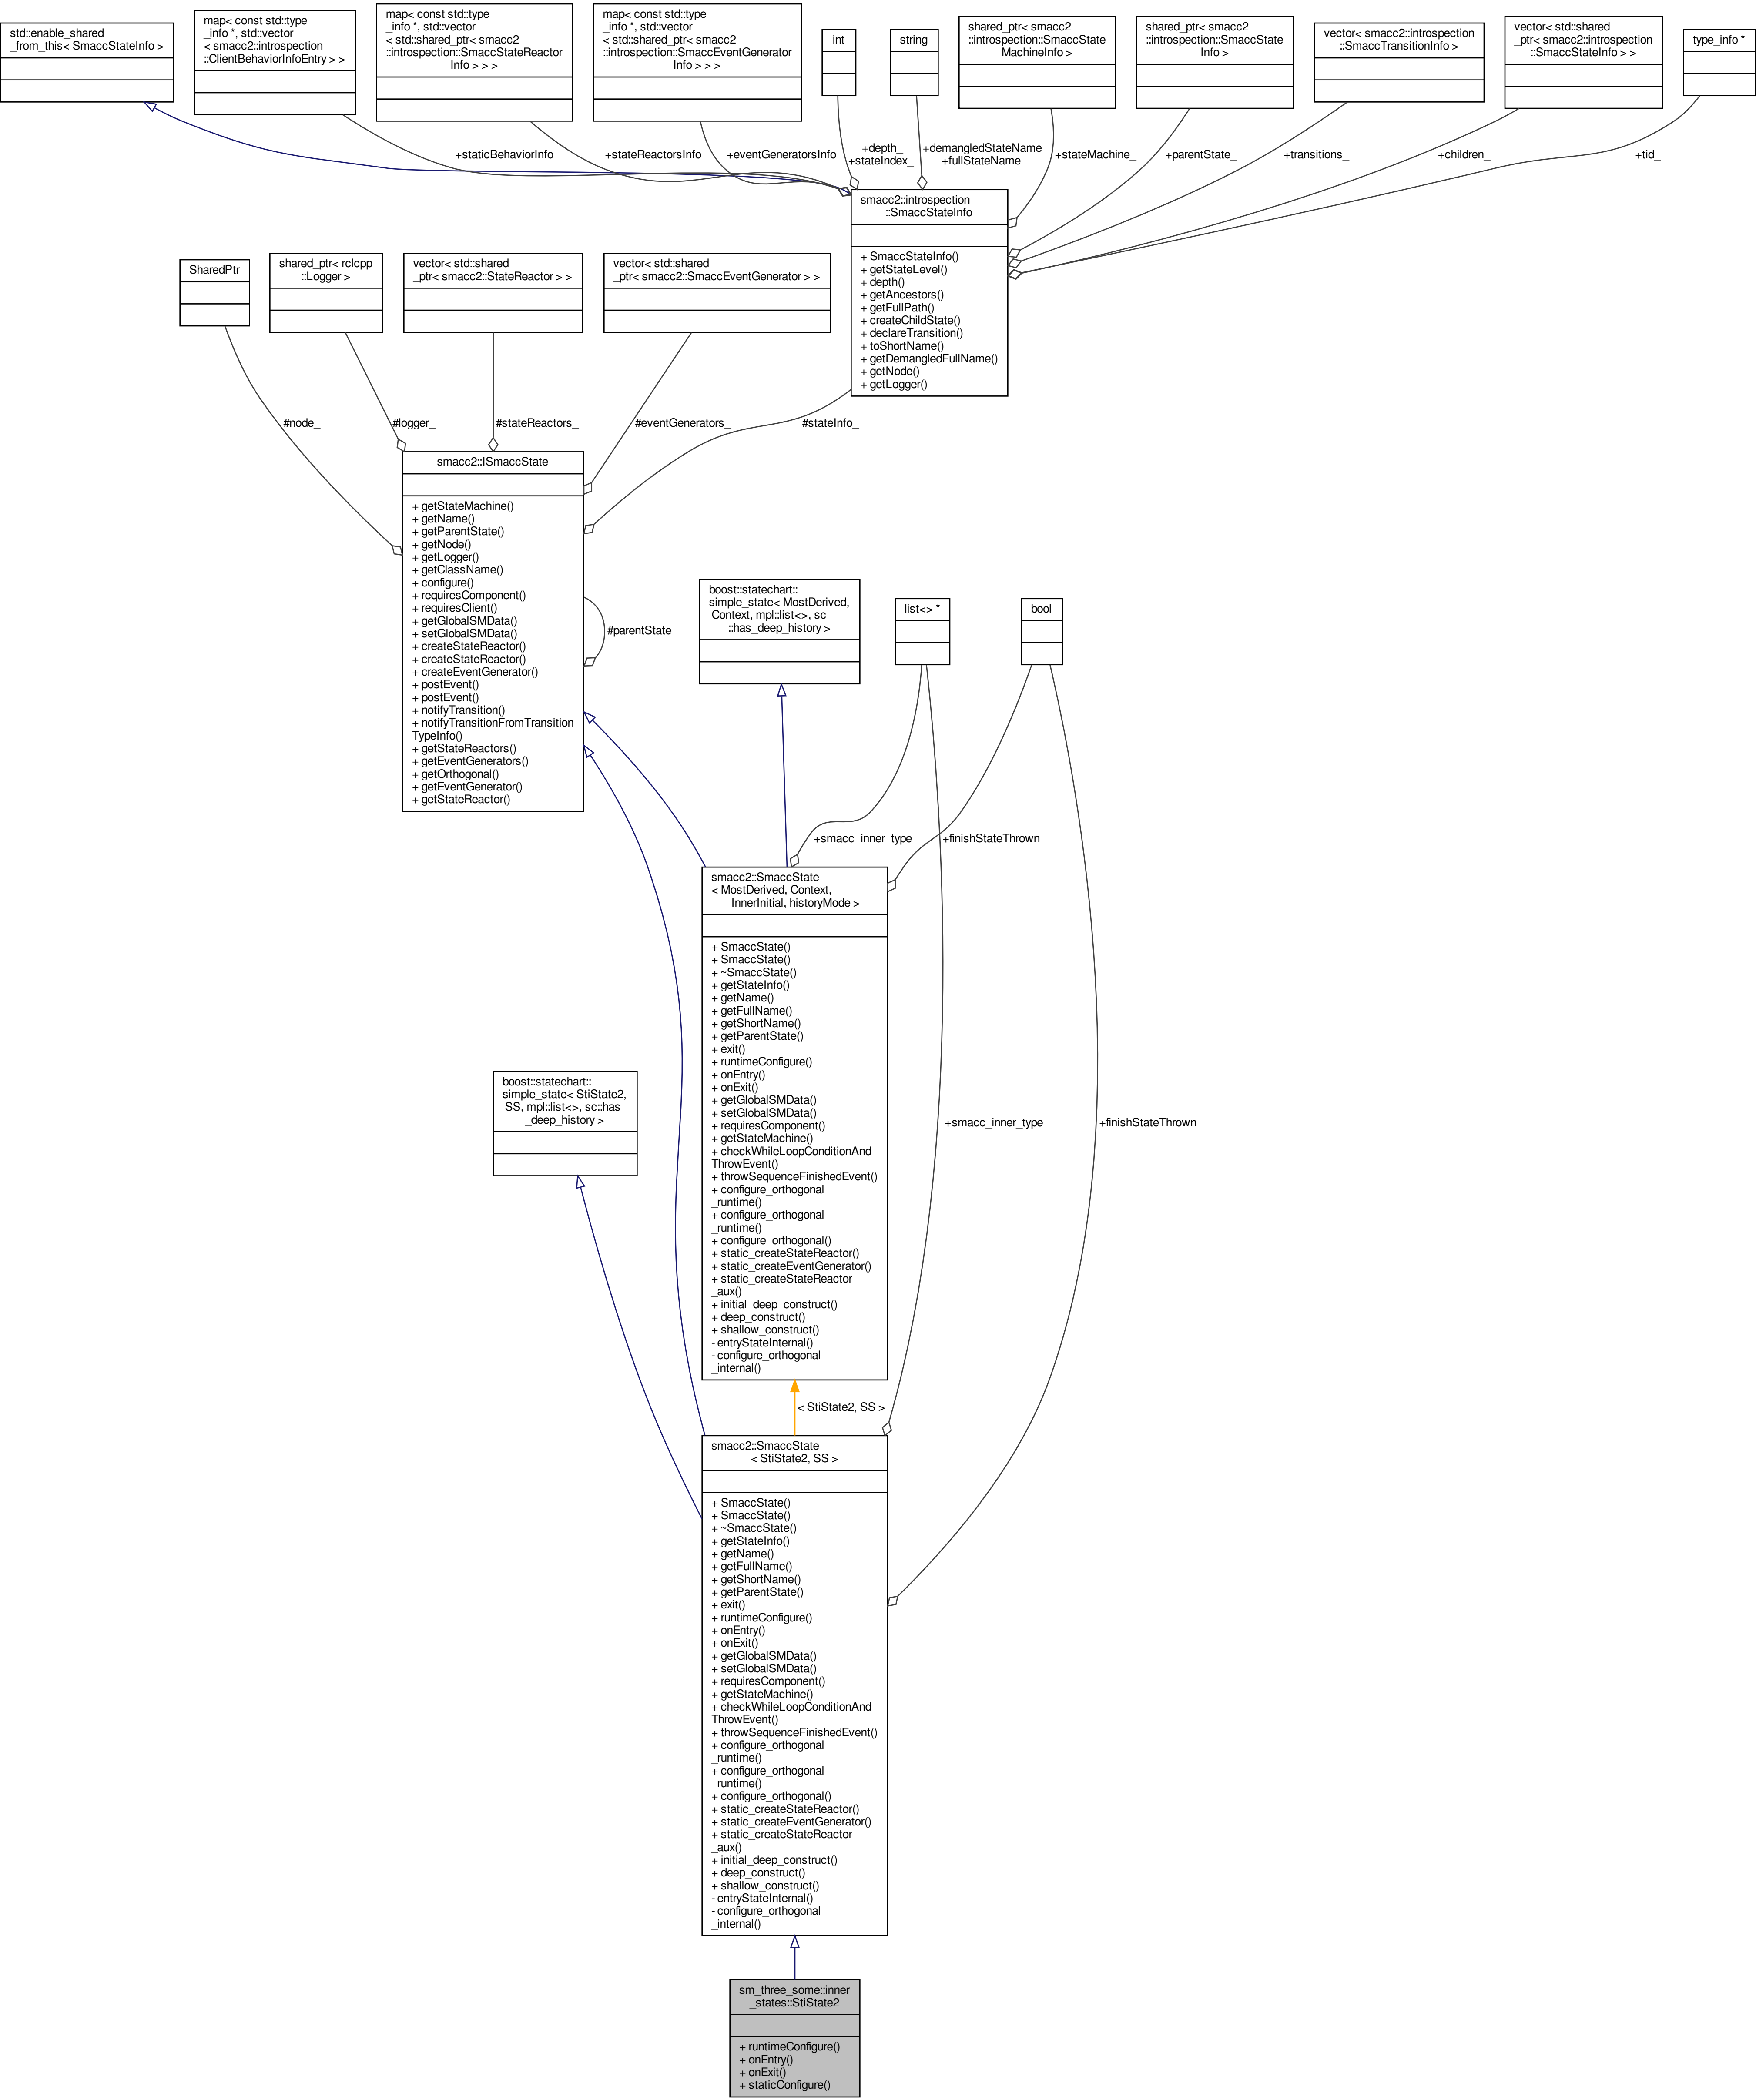 std::enable_shared
_from_this< SmaccStateInfo >
map< const std::type
_info *, std::vector
< smacc2::introspection
::ClientBehaviorInfoEntry > >
map< const std::type
_info *, std::vector
< std::shared_ptr< smacc2
::introspection::SmaccStateReactor
Info > > >
map< const std::type
_info *, std::vector
< std::shared_ptr< smacc2
::introspection::SmaccEventGenerator
Info > > >
int
string
shared_ptr< smacc2
::introspection::SmaccState
MachineInfo >
shared_ptr< smacc2
::introspection::SmaccState
Info >
vector< smacc2::introspection
::SmaccTransitionInfo >
vector< std::shared
_ptr< smacc2::introspection
::SmaccStateInfo > >
type_info *
+staticBehaviorInfo
+stateReactorsInfo
+eventGeneratorsInfo
+depth_
+stateIndex_
+demangledStateName
+fullStateName
+stateMachine_
+parentState_
+transitions_
+children_
+tid_
smacc2::introspection
::SmaccStateInfo
+ SmaccStateInfo()
+ getStateLevel()
+ depth()
+ getAncestors()
+ getFullPath()
+ createChildState()
+ declareTransition()
+ toShortName()
+ getDemangledFullName()
+ getNode()
+ getLogger()
SharedPtr
shared_ptr< rclcpp
::Logger >
vector< std::shared
_ptr< smacc2::StateReactor > >
vector< std::shared
_ptr< smacc2::SmaccEventGenerator > >
#node_
#logger_
#stateReactors_
#eventGenerators_
#stateInfo_
smacc2::ISmaccState
+ getStateMachine()
+ getName()
+ getParentState()
+ getNode()
+ getLogger()
+ getClassName()
+ configure()
+ requiresComponent()
+ requiresClient()
+ getGlobalSMData()
+ setGlobalSMData()
+ createStateReactor()
+ createStateReactor()
+ createEventGenerator()
+ postEvent()
+ postEvent()
+ notifyTransition()
+ notifyTransitionFromTransition
TypeInfo()
+ getStateReactors()
+ getEventGenerators()
+ getOrthogonal()
+ getEventGenerator()
+ getStateReactor()
#parentState_
boost::statechart::
simple_state< MostDerived,
Context, mpl::list<>, sc
::has_deep_history >
list<> *
bool
+smacc_inner_type
+finishStateThrown
smacc2::SmaccState
< MostDerived, Context,
InnerInitial, historyMode >
+ SmaccState()
+ SmaccState()
+ ~SmaccState()
+ getStateInfo()
+ getName()
+ getFullName()
+ getShortName()
+ getParentState()
+ exit()
+ runtimeConfigure()
+ onEntry()
+ onExit()
+ getGlobalSMData()
+ setGlobalSMData()
+ requiresComponent()
+ getStateMachine()
+ checkWhileLoopConditionAnd
ThrowEvent()
+ throwSequenceFinishedEvent()
+ configure_orthogonal
_runtime()
+ configure_orthogonal
_runtime()
+ configure_orthogonal()
+ static_createStateReactor()
+ static_createEventGenerator()
+ static_createStateReactor
_aux()
+ initial_deep_construct()
+ deep_construct()
+ shallow_construct()
- entryStateInternal()
- configure_orthogonal
_internal()
boost::statechart::
simple_state< StiState2,
SS, mpl::list<>, sc::has
_deep_history >
+smacc_inner_type
+finishStateThrown
< StiState2, SS >
smacc2::SmaccState
< StiState2, SS >
+ SmaccState()
+ SmaccState()
+ ~SmaccState()
+ getStateInfo()
+ getName()
+ getFullName()
+ getShortName()
+ getParentState()
+ exit()
+ runtimeConfigure()
+ onEntry()
+ onExit()
+ getGlobalSMData()
+ setGlobalSMData()
+ requiresComponent()
+ getStateMachine()
+ checkWhileLoopConditionAnd
ThrowEvent()
+ throwSequenceFinishedEvent()
+ configure_orthogonal
_runtime()
+ configure_orthogonal
_runtime()
+ configure_orthogonal()
+ static_createStateReactor()
+ static_createEventGenerator()
+ static_createStateReactor
_aux()
+ initial_deep_construct()
+ deep_construct()
+ shallow_construct()
- entryStateInternal()
- configure_orthogonal
_internal()
sm_three_some::inner
_states::StiState2
+ runtimeConfigure()
+ onEntry()
+ onExit()
+ staticConfigure()